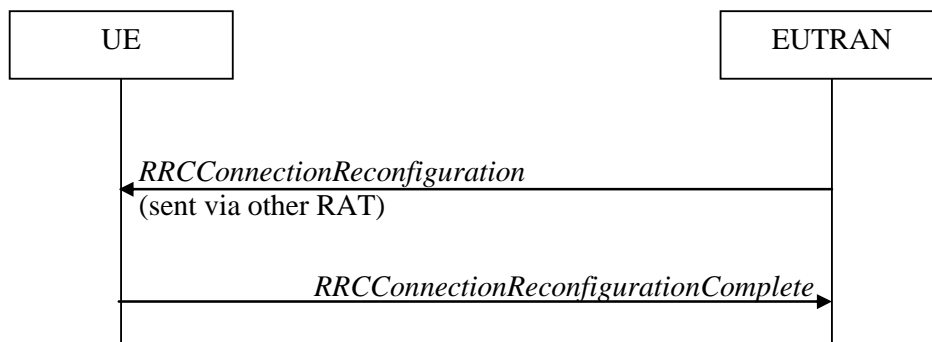 UE
EUTRAN
RRCConnectionReconfiguration
(sent via other RAT)
RRCConnectionReconfigurationComplete